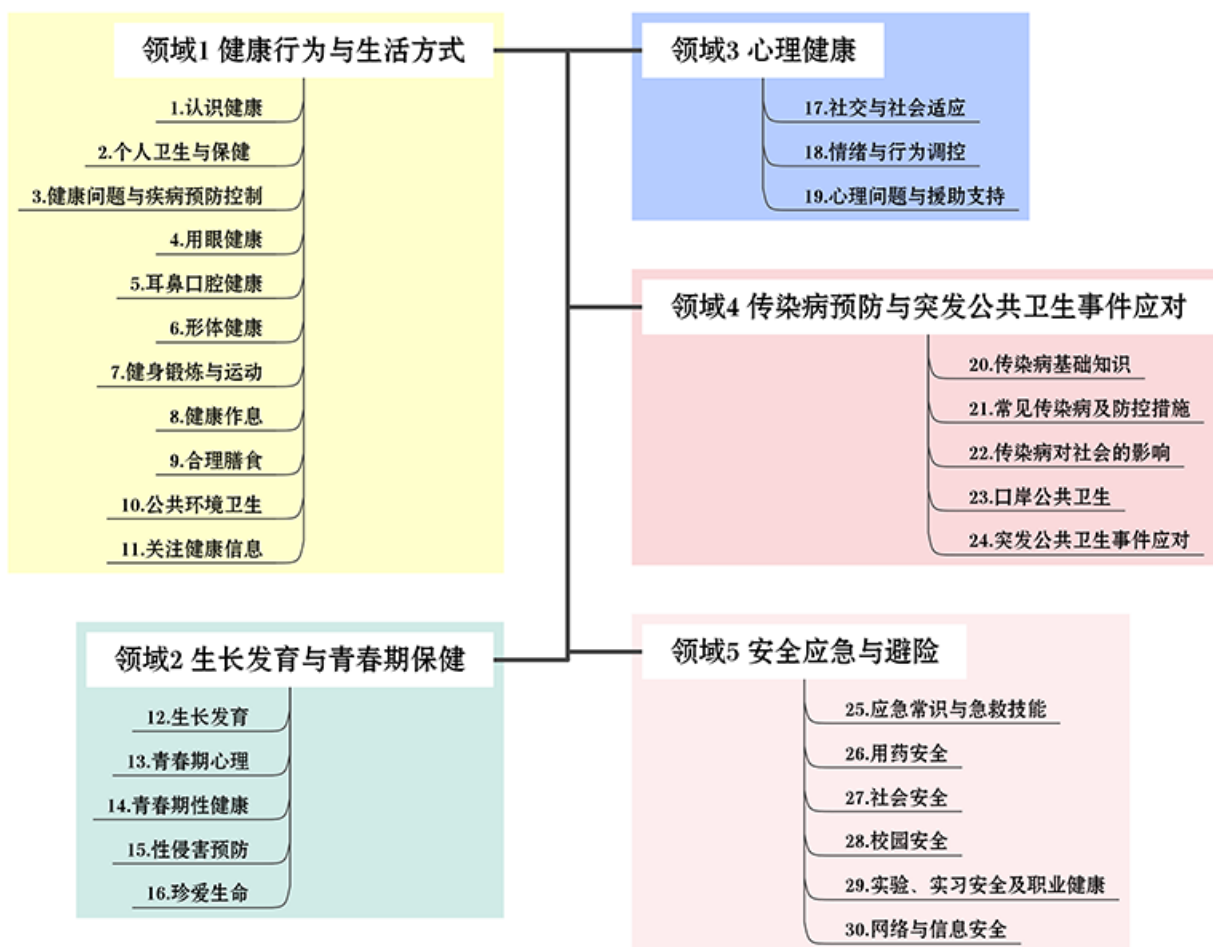 领域1 健康行为与生活方式
1.认识健康
2.个人卫生与保健
3.健康问题与疾病预防控制
4.用眼健康
5.耳鼻口腔健康
6.形体健康
7.健身锻炼与运动
8.健康作息
9.合理膳食
10.公共环境卫生
11.关注健康信息
领域2 生长发育与青春期保健
12.生长发育
13.青春期心理
14.青春期性健康
15.性侵害预防
16.珍爱生命
领域3 心理健康
17.社交与社会适应
18.情绪与行为调控
19.心理问题与援助支持
领域4 传染病预防与突发公共卫生事件应对
20.传染病基础知识
21.常见传染病及防控措施
22.传染病对社会的影响
23.口岸公共卫生
24.突发公共卫生事件应对
领域5 安全应急与避险
25.应急常识与急救技能
26.用药安全
27.社会安全
28.校园安全
29.实验、实习安全及职业健康
30.网络与信息安全